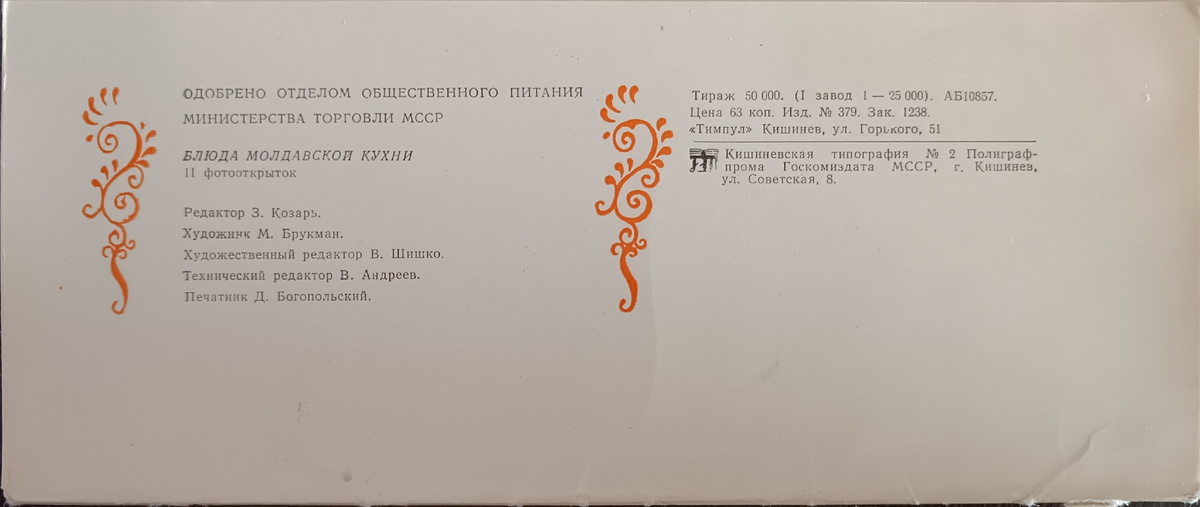 ОДОБРЕНО ОТДЕЛОМ ОБЩЕСТВЕННОГО ПИТАНИЯ
МИНИСТЕРСТВА ТОРГОВЛИ МССР
БЛЮДА МОЛДАВСКОЙ КУХНИ
11 фотооткрыток
Редактор З. Козарь.
Художник М. Брукман.
Художественный редактор В. Шишко.
Технический редактор В. Андреев.
Печатник Д. Богопольский.
Тираж 50 000. (I завод 1 — 25 000). АБ10857.
Цена 63 коп. Изд. № 379. Зак. 1238.
«Тимпул» Кишинев, ул. Горького, 51
Кишиневская типография № 2 Полиграф-
прома Госкомиздата МССР, г. Кишинев,
ул. Советская, 8.